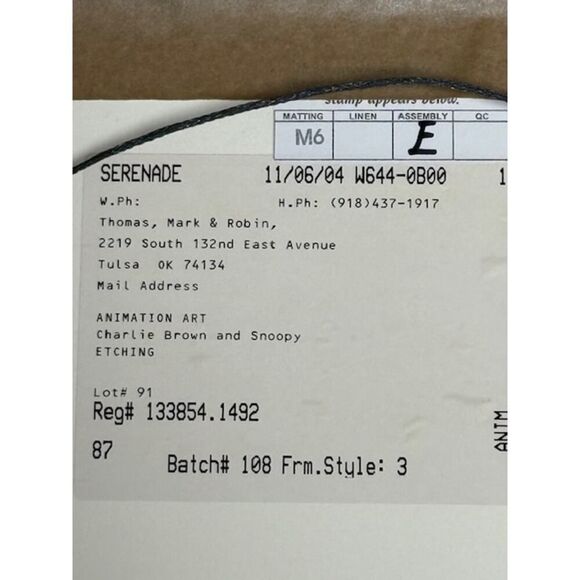 stamp appears below.
MATTING LINEN ASSEMBLY QC
M6 E
SERENADE 11/06/04 W644-0B00 1
W.Ph: H.Ph: (918)437-1917
Thomas, Mark & Robin,
2219 South 132nd East Avenue
Tulsa OK 74134
Mail Address
ANIMATION ART
Charlie Brown and Snoopy
ETCHING
Lot# 91
Reg# 133854.1492
87
Batch# 108 Frm.Style: 3
ANIM